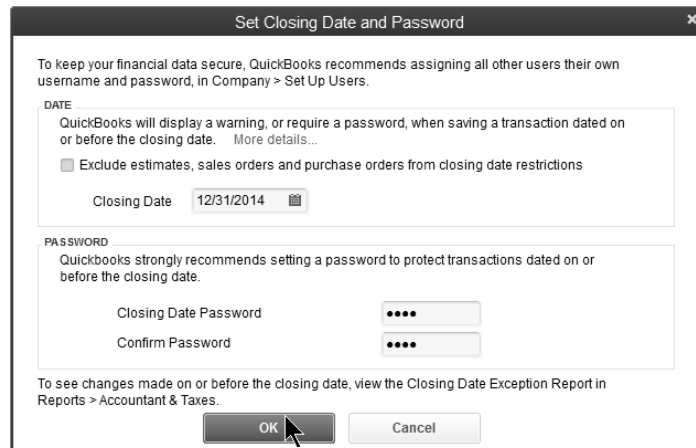 Set Closing Date and Password
To keep your financial data secure, QuickBooks recommends assigning all other users their own
username and password, in Company > Set Up Users.
DATE
QuickBooks will display a warning, or require a password, when saving a transaction dated on
or before the closing date. More details...
Exclude estimates, sales orders and purchase orders from closing date restrictions
Closing Date 12/31/2014
PASSWORD
Quickbooks strongly recommends setting a password to protect transactions dated on or
before the closing date.
Closing Date Password ••••
Confirm Password ••••
To see changes made on or before the closing date, view the Closing Date Exception Report in
Reports > Accountant & Taxes.
OK Cancel